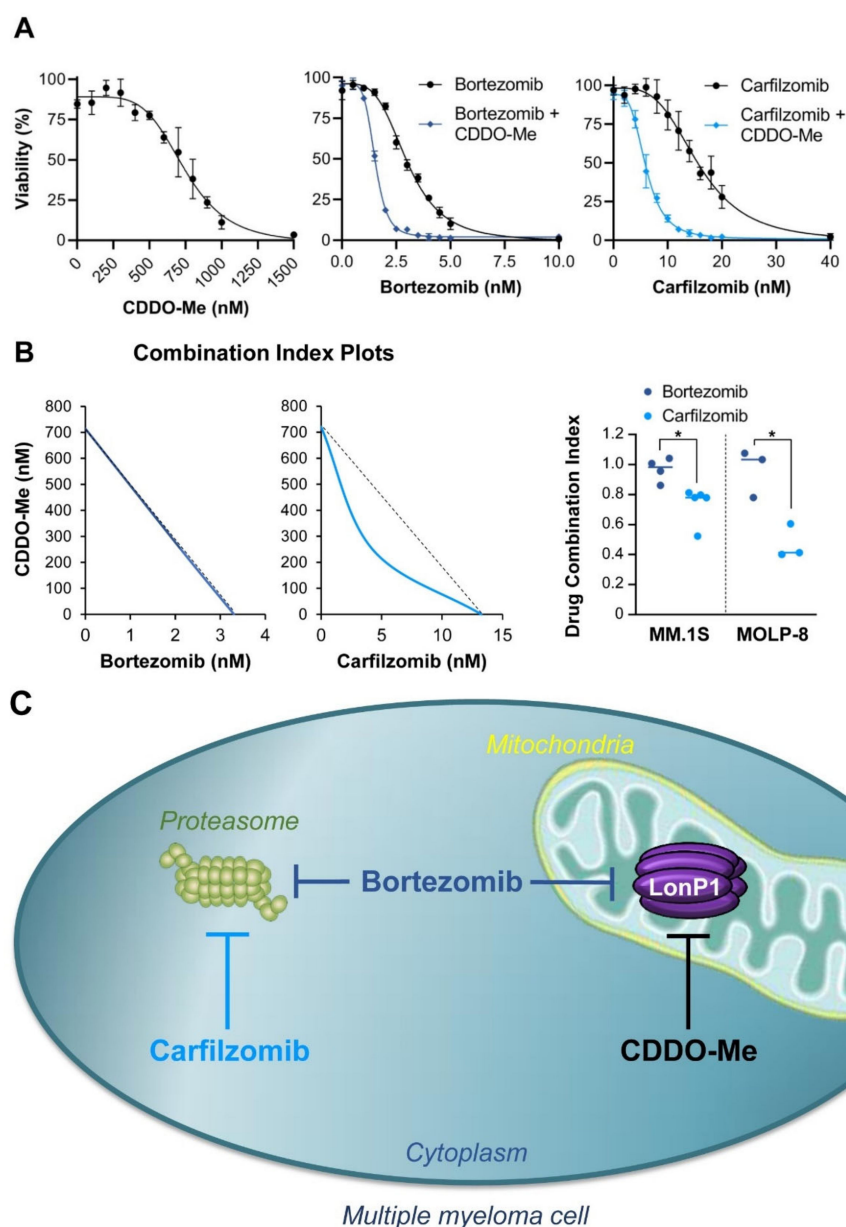 A
Viability (%)
100
75
50
25
0
0
250
500
750
1000
1250
1500
CDDO-Me (nM)
100
75
50
25
0
0.0
2.5
5.0
7.5
10.0
Bortezomib (nM)
Bortezomib
Bortezomib +
CDDO-Me
100
75
50
25
0
0
10
20
30
40
Carfilzomib (nM)
Carfilzomib
Carfilzomib +
CDDO-Me
B
Combination Index Plots
CDDO-Me (nM)
800
700
600
500
400
300
200
100
0
0
1
2
3
4
Bortezomib (nM)
800
700
600
500
400
300
200
100
0
0
5
10
15
Carfilzomib (nM)
Bortezomib
Carfilzomib
Drug Combination Index
1.2
1.0
0.8
0.6
0.4
0.2
0
*
*
MM.1S
MOLP-8
C
Mitochondria
Proteasome
Bortezomib
LonP1
Carfilzomib
CDDO-Me
Cytoplasm
Multiple myeloma cell